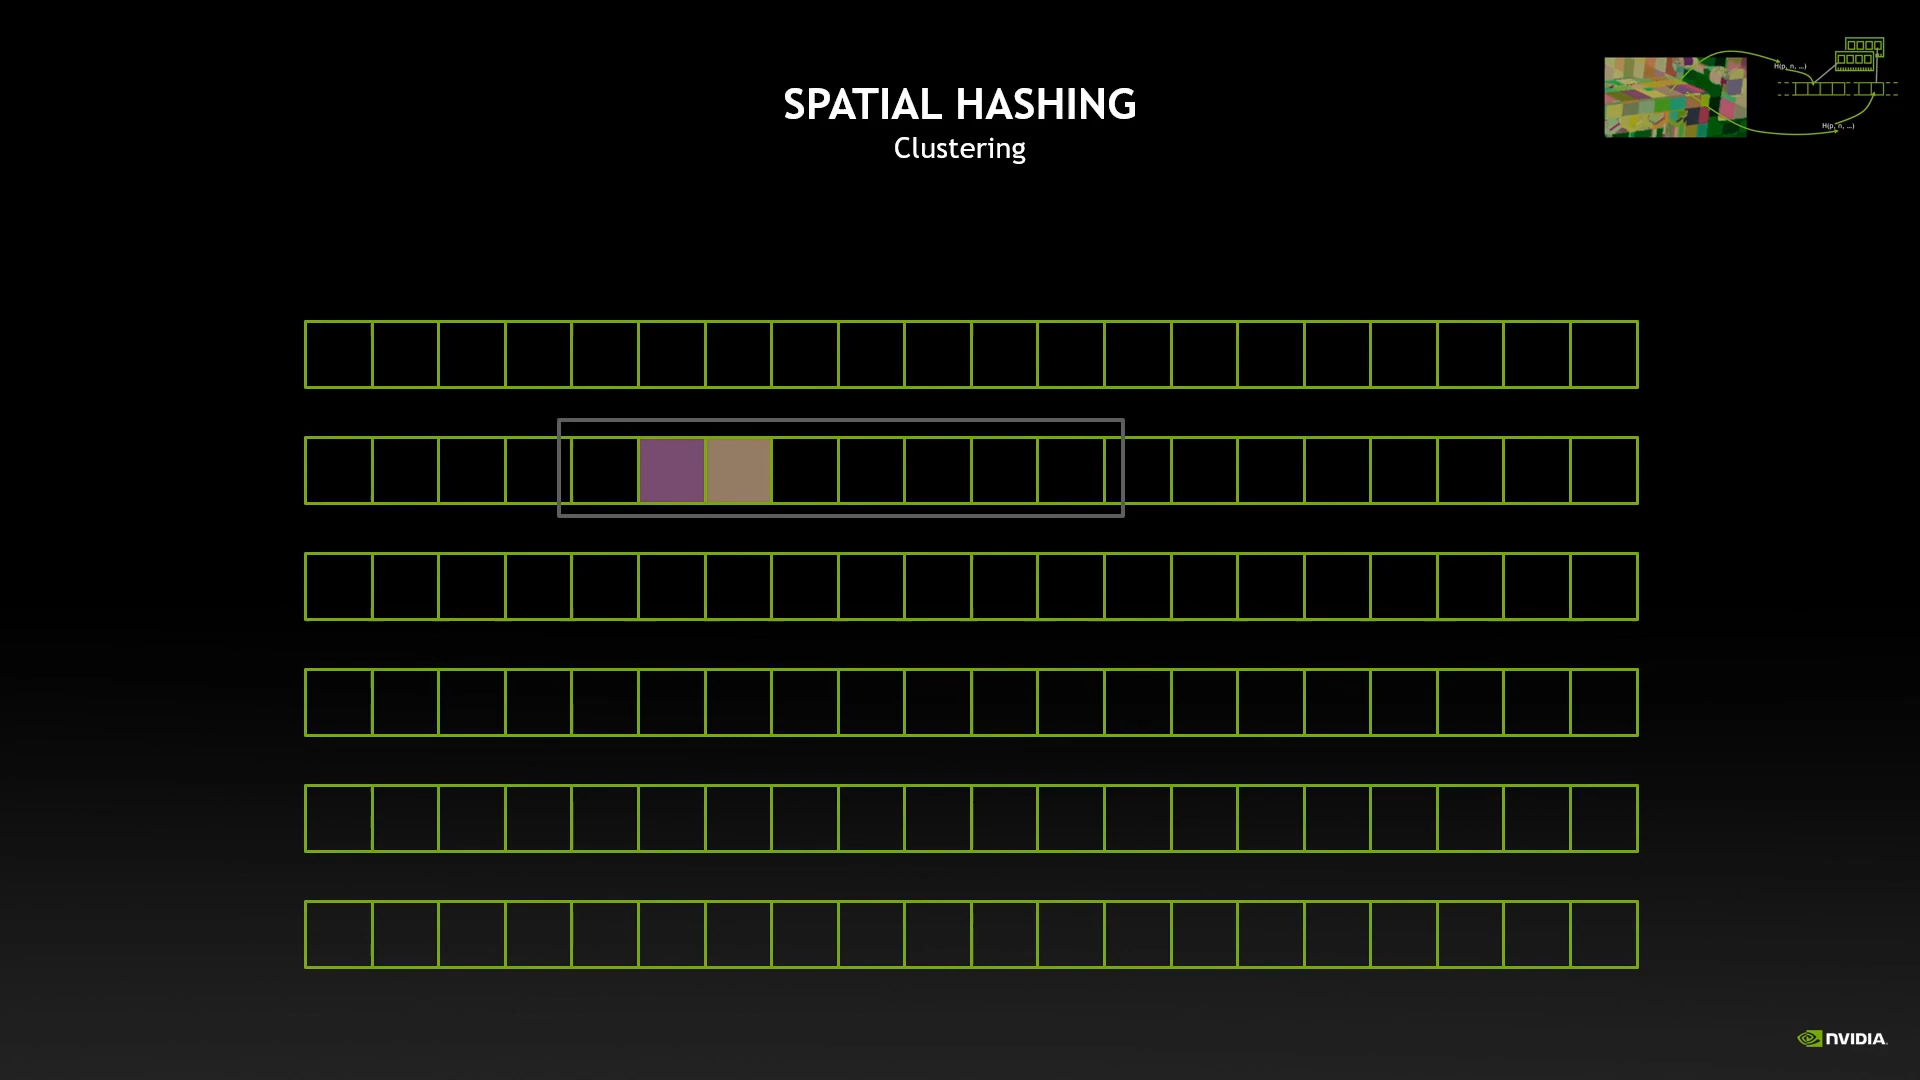 SPATIAL HASHING
Clustering
H(p, n, ...)
H(p, n, ...)
NVIDIA